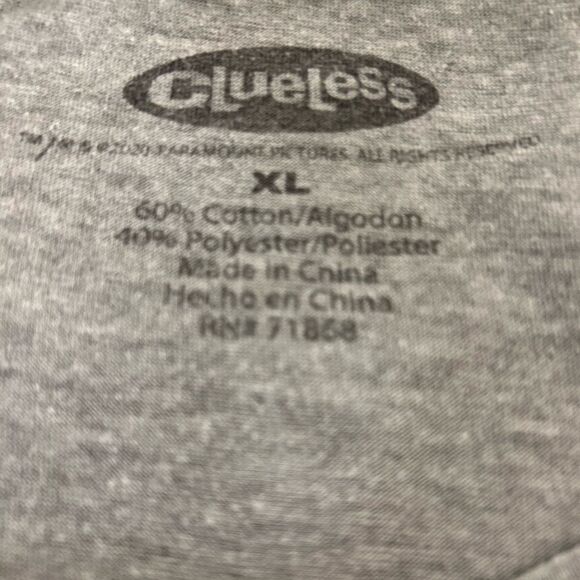 CLUELESS
TM & © 2020 PARAMOUNT PICTURES. ALL RIGHTS RESERVED
XL
60% Cotton/Algodon
40% Polyester/Poliester
Made in China
Hecho en China
RN# 71868